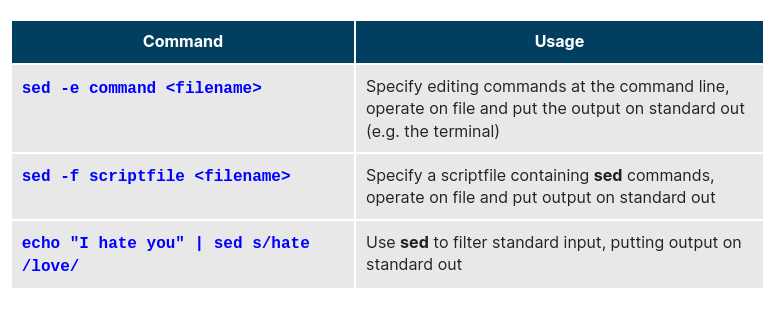 Command
Usage
sed -e command <filename>
Specify editing commands at the command line,
operate on file and put the output on standard out
(e.g. the terminal)
sed -f scriptfile <filename>
Specify a scriptfile containing sed commands,
operate on file and put output on standard out
echo "I hate you" | sed s/hate
/love/
Use sed to filter standard input, putting output on
standard out